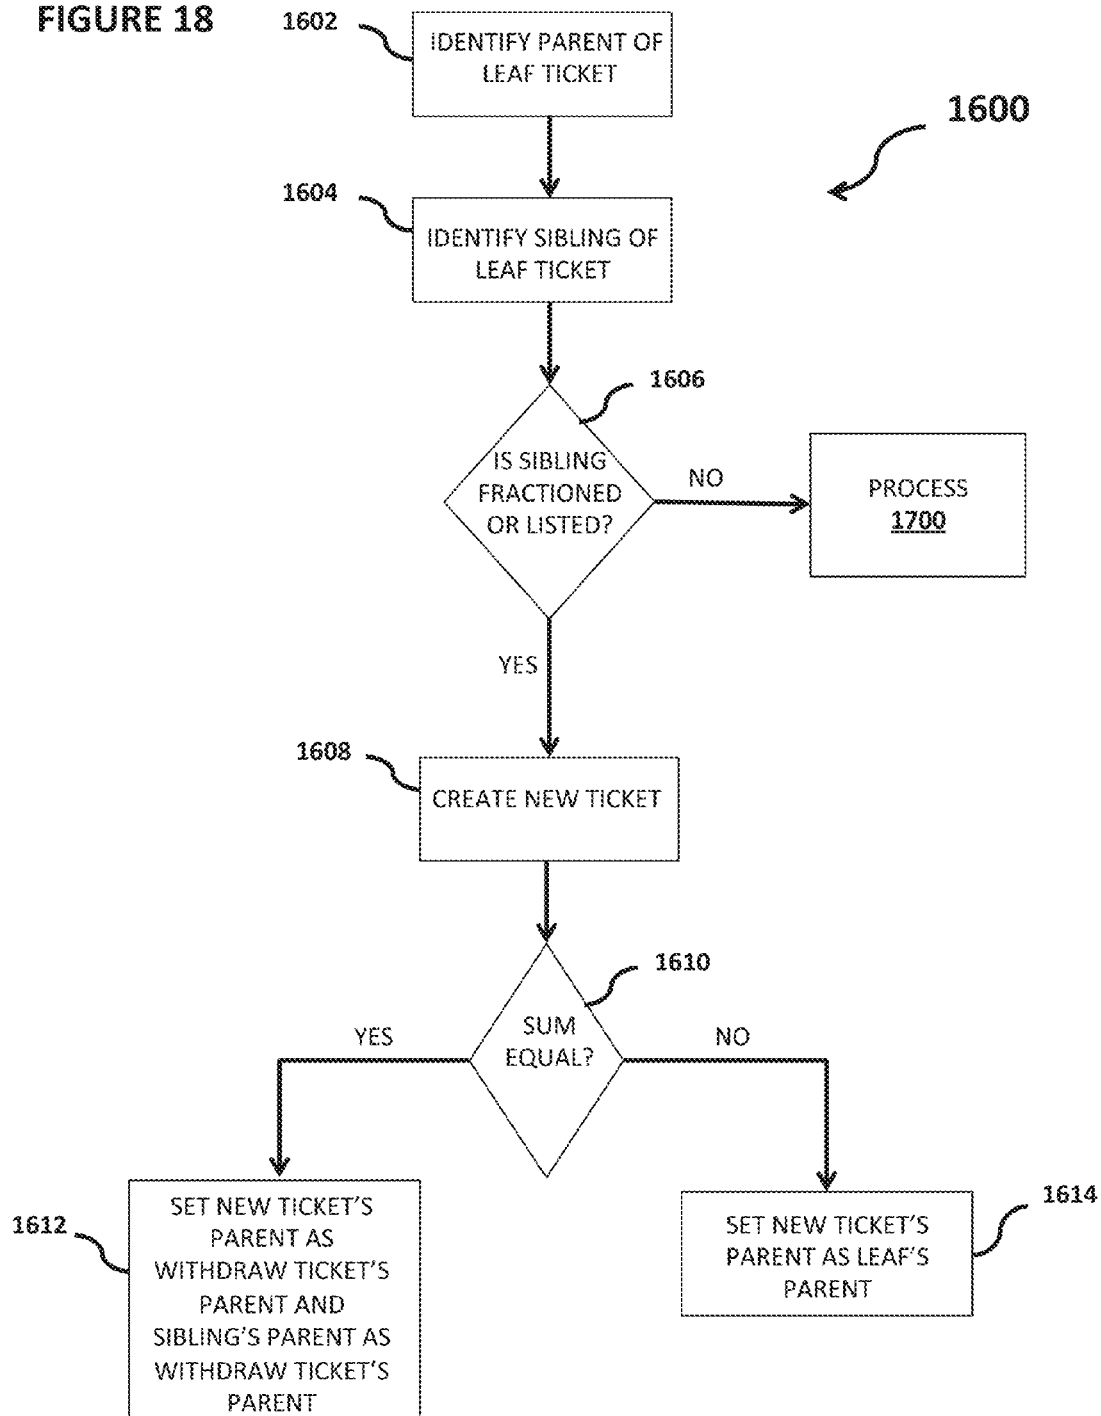 FIGURE 18
1602
IDENTIFY PARENT OF
LEAF TICKET
1600
1604
IDENTIFY SIBLING OF
LEAF TICKET
1606
IS SIBLING
FRACTIONED
OR LISTED?
NO
PROCESS
1700
YES
1608
CREATE NEW TICKET
1610
SUM
EQUAL?
YES
NO
1612
SET NEW TICKET'S
PARENT AS
WITHDRAW TICKET'S
PARENT AND
SIBLING'S PARENT AS
WITHDRAW TICKET'S
PARENT
1614
SET NEW TICKET'S
PARENT AS LEAF'S
PARENT